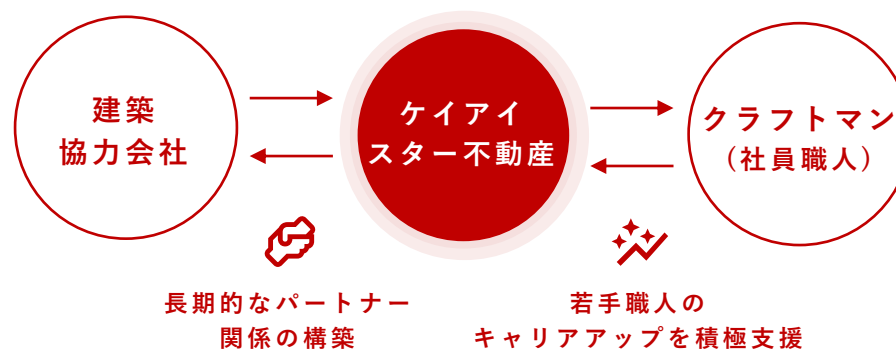 建築
協力会社
ケイアイ
スター不動産
クラフトマン
(社員職人)
長期的なパートナー
関係の構築
若手職人の
キャリアアップを積極支援